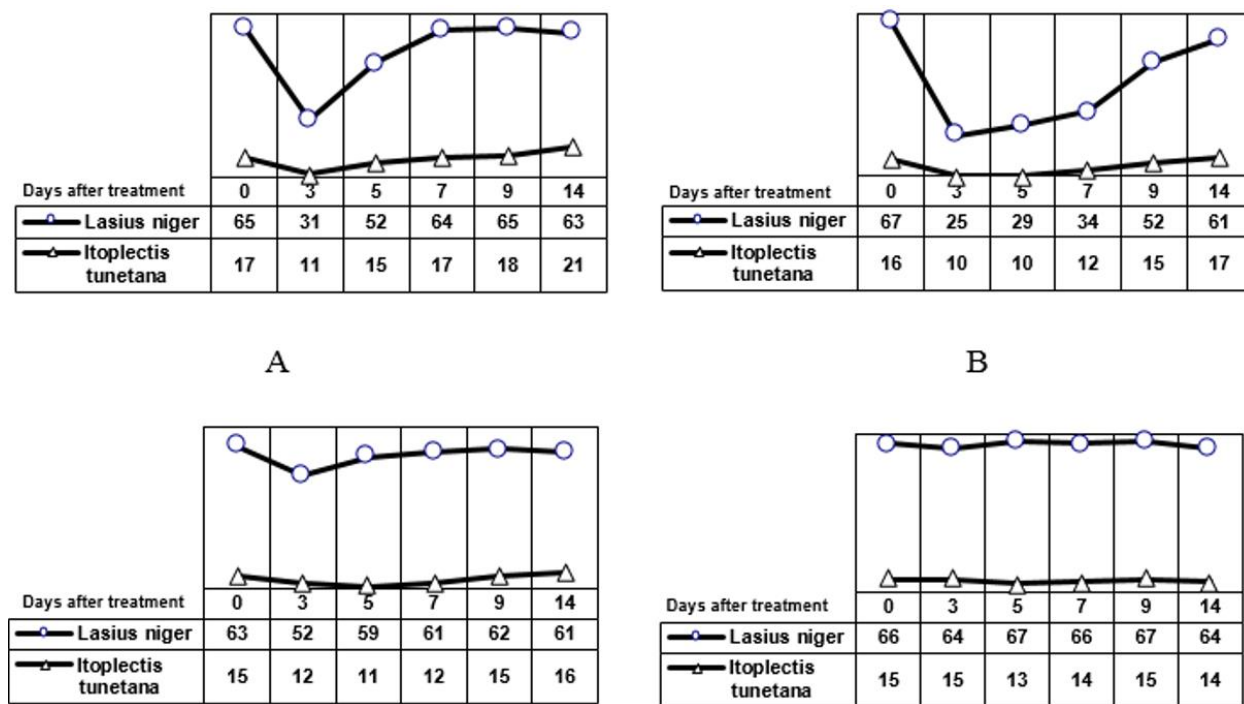 Days after treatment 0 3 5 7 9 14
Lasius niger 65 31 52 64 65 63
Itoplectis
tunetana 17 11 15 17 18 21
A
Days after treatment 0 3 5 7 9 14
Lasius niger 67 25 29 34 52 61
Itoplectis
tunetana 16 10 10 12 15 17
B
Days after treatment 0 3 5 7 9 14
Lasius niger 63 52 59 61 62 61
Itoplectis
tunetana 15 12 11 12 15 16
Days after treatment 0 3 5 7 9 14
Lasius niger 66 64 67 66 67 64
Itoplectis
tunetana 15 15 13 14 15 14